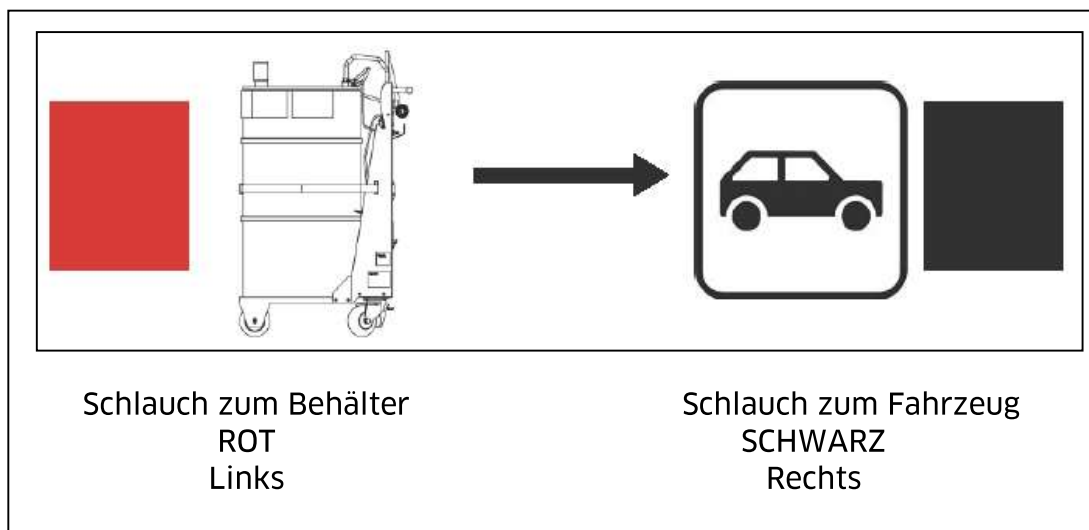 Schlauch zum Behälter
ROT
Links
Schlauch zum Fahrzeug
SCHWARZ
Rechts